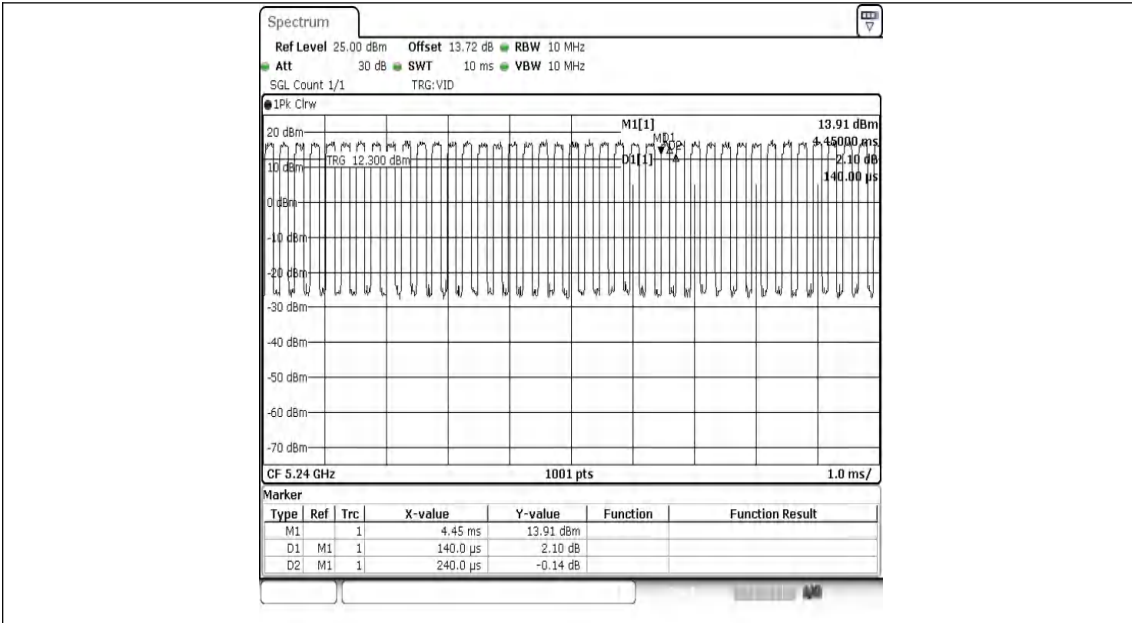 Spectrum
Ref Level 25.00 dBm Offset 13.72 dB RBW 10 MHz
Att 30 dB SWT 10 ms VBW 10 MHz
SGL Count 1/1 TRG:VID
1Pk Clrw
M1[1] 13.91 dBm
4.45000 ms
D1[1] 2.10 dB
140.00 µs
M1 D1 D2
20 dBm
TRG 12.300 dBm
10 dBm
0 dBm
-10 dBm
-20 dBm
-30 dBm
-40 dBm
-50 dBm
-60 dBm
-70 dBm
CF 5.24 GHz 1001 pts 1.0 ms/
Marker
Type Ref Trc X-value Y-value Function Function Result
M1 1 4.45 ms 13.91 dBm
D1 M1 1 140.0 µs 2.10 dB
D2 M1 1 240.0 µs -0.14 dB